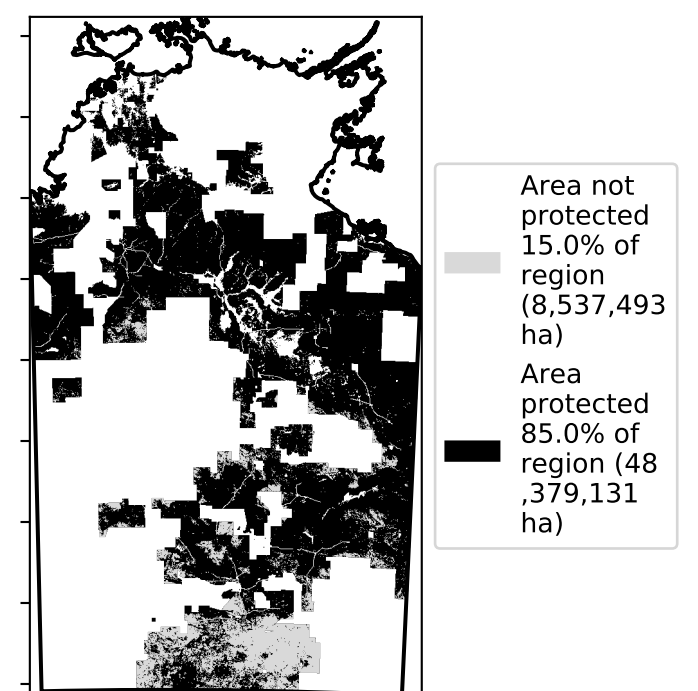 Area not
protected
15.0% of
region
(8,537,493
ha)
Area
protected
85.0% of
region (48
,379,131
ha)